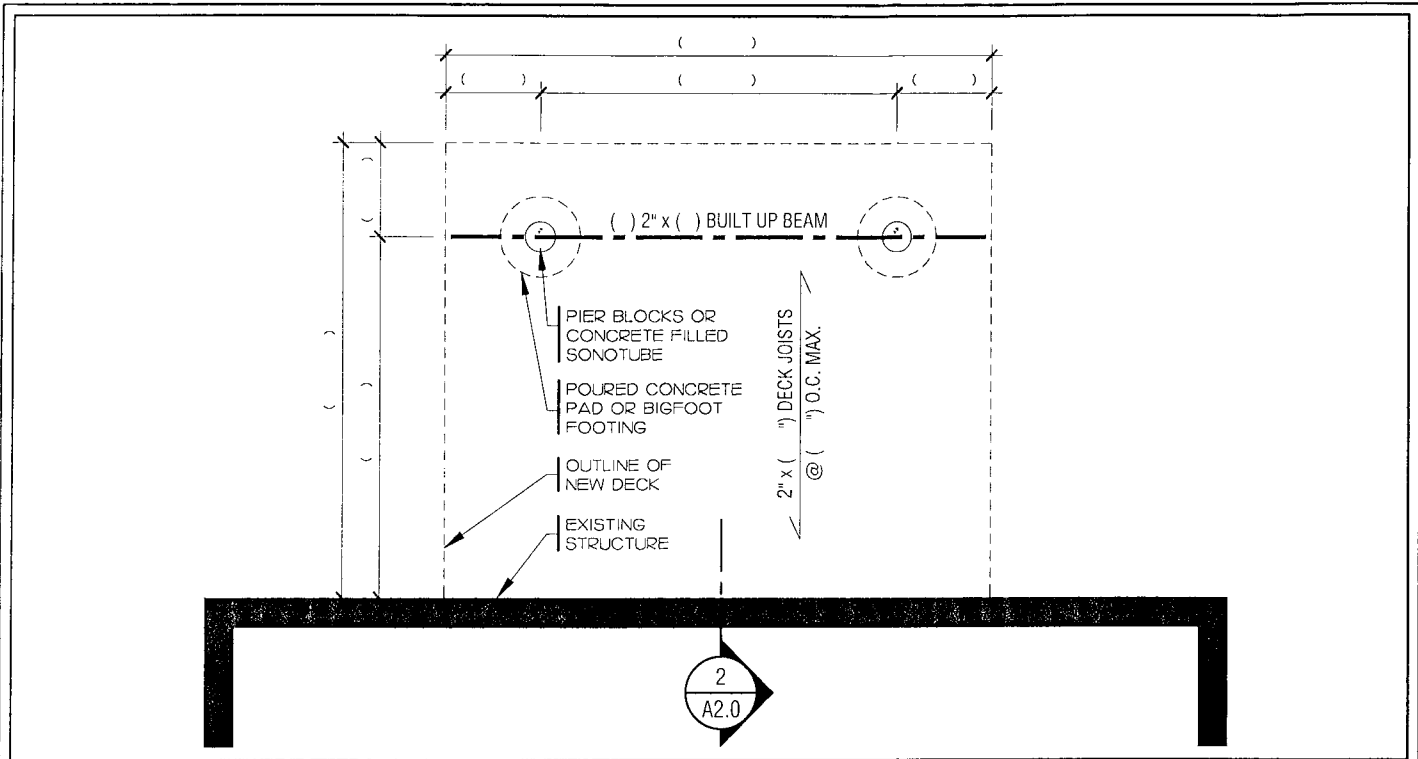 ( )
( ) ( ) ( )
( )
( )
( )
( ) 2" x ( ) BUILT UP BEAM
PIER BLOCKS OR
CONCRETE FILLED
SONOTUBE
POURED CONCRETE
PAD OR BIGFOOT
FOOTING
OUTLINE OF
NEW DECK
EXISTING
STRUCTURE
2" x ( ") DECK JOISTS
@ ( ") O.C. MAX.
2
A2.0